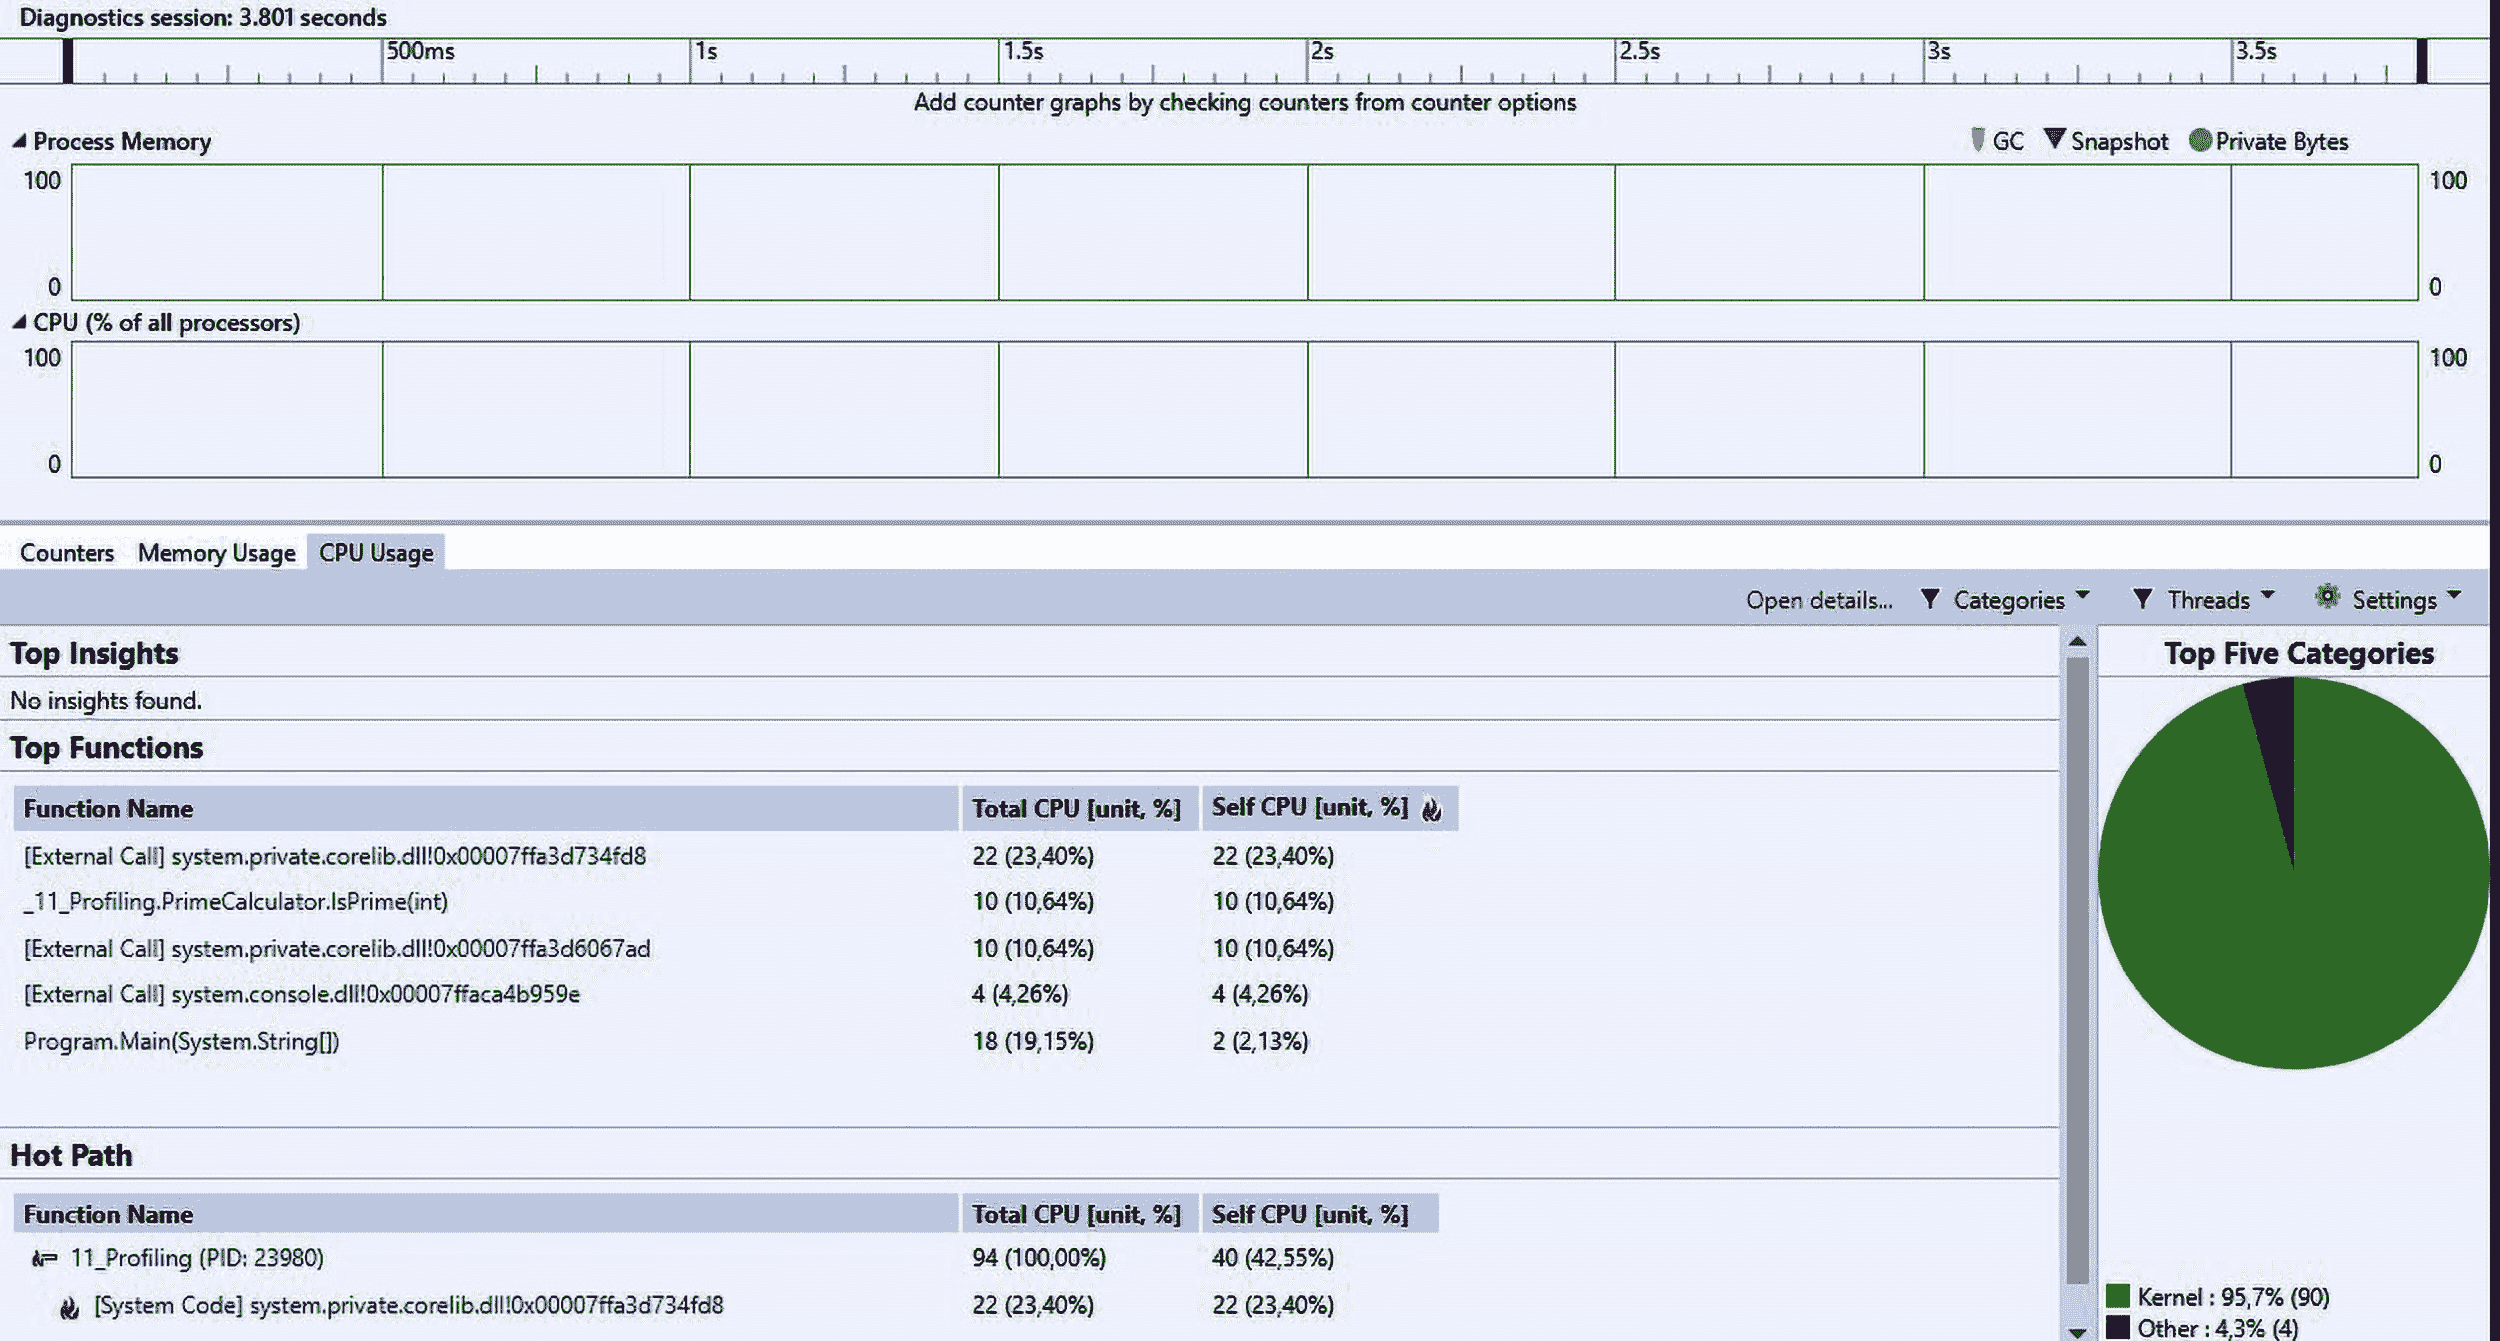 Diagnostics session: 3.801 seconds
500ms 1s 1.5s 2s 2.5s 3s 3.5s
Add counter graphs by checking counters from counter options
Process Memory GC Snapshot Private Bytes
100 100
0 0
CPU (% of all processors)
100 100
0 0
Counters Memory Usage CPU Usage
Open details... Categories Threads Settings
Top Insights
No insights found.
Top Functions
Function Name Total CPU [unit, %] Self CPU [unit, %]
[External Call] system.private.corelib.dll!0x00007ffa3d734fd8 22 (23,40%) 22 (23,40%)
_11_Profiling.PrimeCalculator.IsPrime(int) 10 (10,64%) 10 (10,64%)
[External Call] system.private.corelib.dll!0x00007ffa3d6067ad 10 (10,64%) 10 (10,64%)
[External Call] system.console.dll!0x00007ffaca4b959e 4 (4,26%) 4 (4,26%)
Program.Main(System.String[]) 18 (19,15%) 2 (2,13%)
Hot Path
Function Name Total CPU [unit, %] Self CPU [unit, %]
11_Profiling (PID: 23980) 94 (100,00%) 40 (42,55%)
[System Code] system.private.corelib.dll!0x00007ffa3d734fd8 22 (23,40%) 22 (23,40%)
Top Five Categories
Kernel : 95,7% (90)
Other : 4,3% (4)